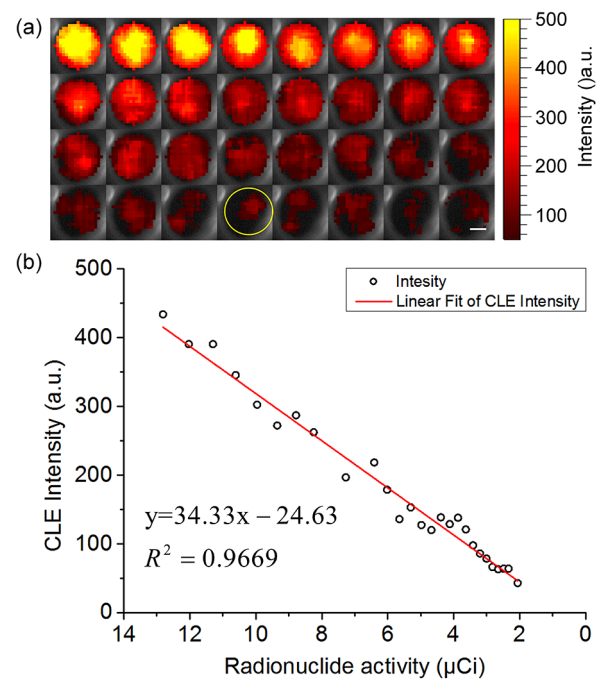 (a)
500
400
300
200
100
Intensity ()a.u.
(b)
500
400
300
200
100
0
CLE Intensity (a.u.)
Intesity
Linear Fit of CLE Intensity
y=34.33x − 24.63
R² = 0.9669
14 12 10 8 6 4 2 0
Radionuclide activity (μCi)